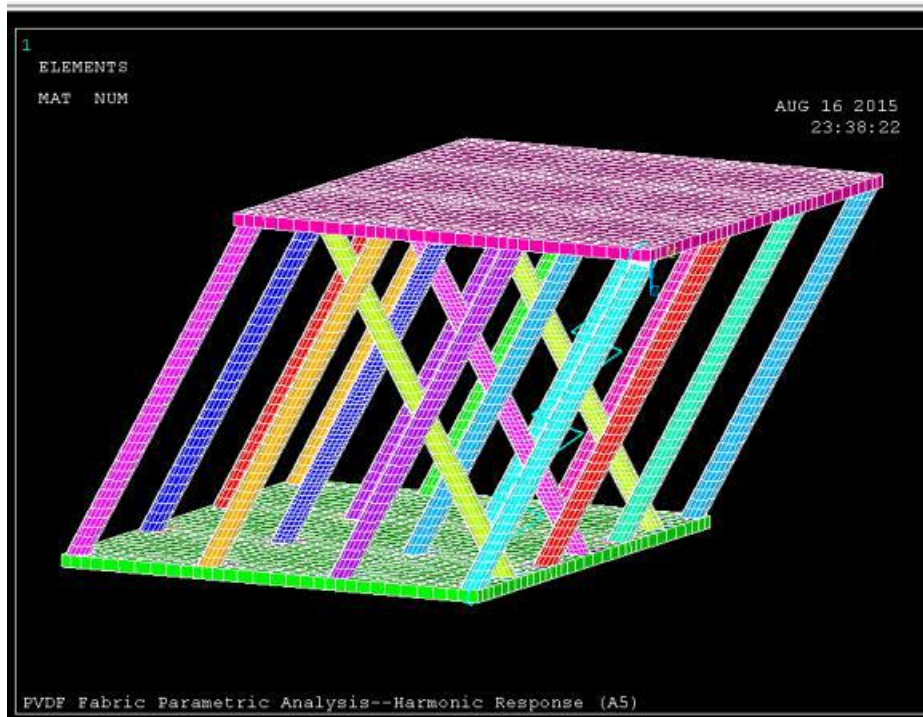 1
ELEMENTS
MAT NUM
AUG 16 2015
23:38:22
PVDF Fabric Parametric Analysis--Harmonic Response (A5)